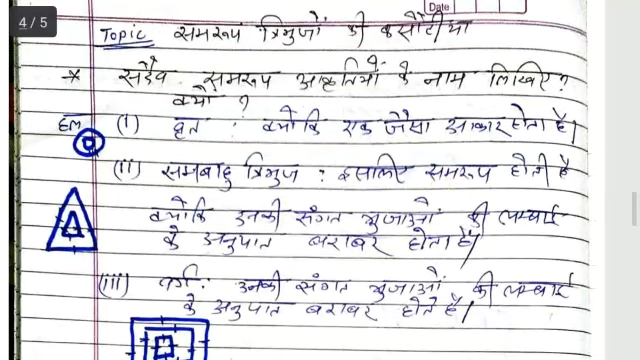 4 / 5
Date
Topic समरूप त्रिभुजों की कसौटीया
* सदैव समरूप आकृतियों के नाम लिखिए?
क्यों ?
हल (i) वृत : क्योंकि एक जैसा आकार होता है।
(ii) समबाहु त्रिभुज : इसलिए समरूप होती है
क्योंकि उनकी संगत भुजाओं की लम्बाई
के अनुपात बराबर होता है।
(iii) वर्ग : उनकी संगत भुजाओं की लम्बाई
के अनुपात बराबर होते है।